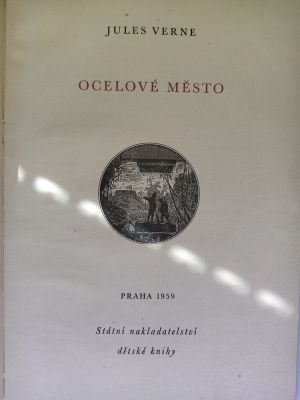 JULES VERNE
OCELOVÉ MĚSTO
PRAHA 1959
Státní nakladatelství
dětské knihy